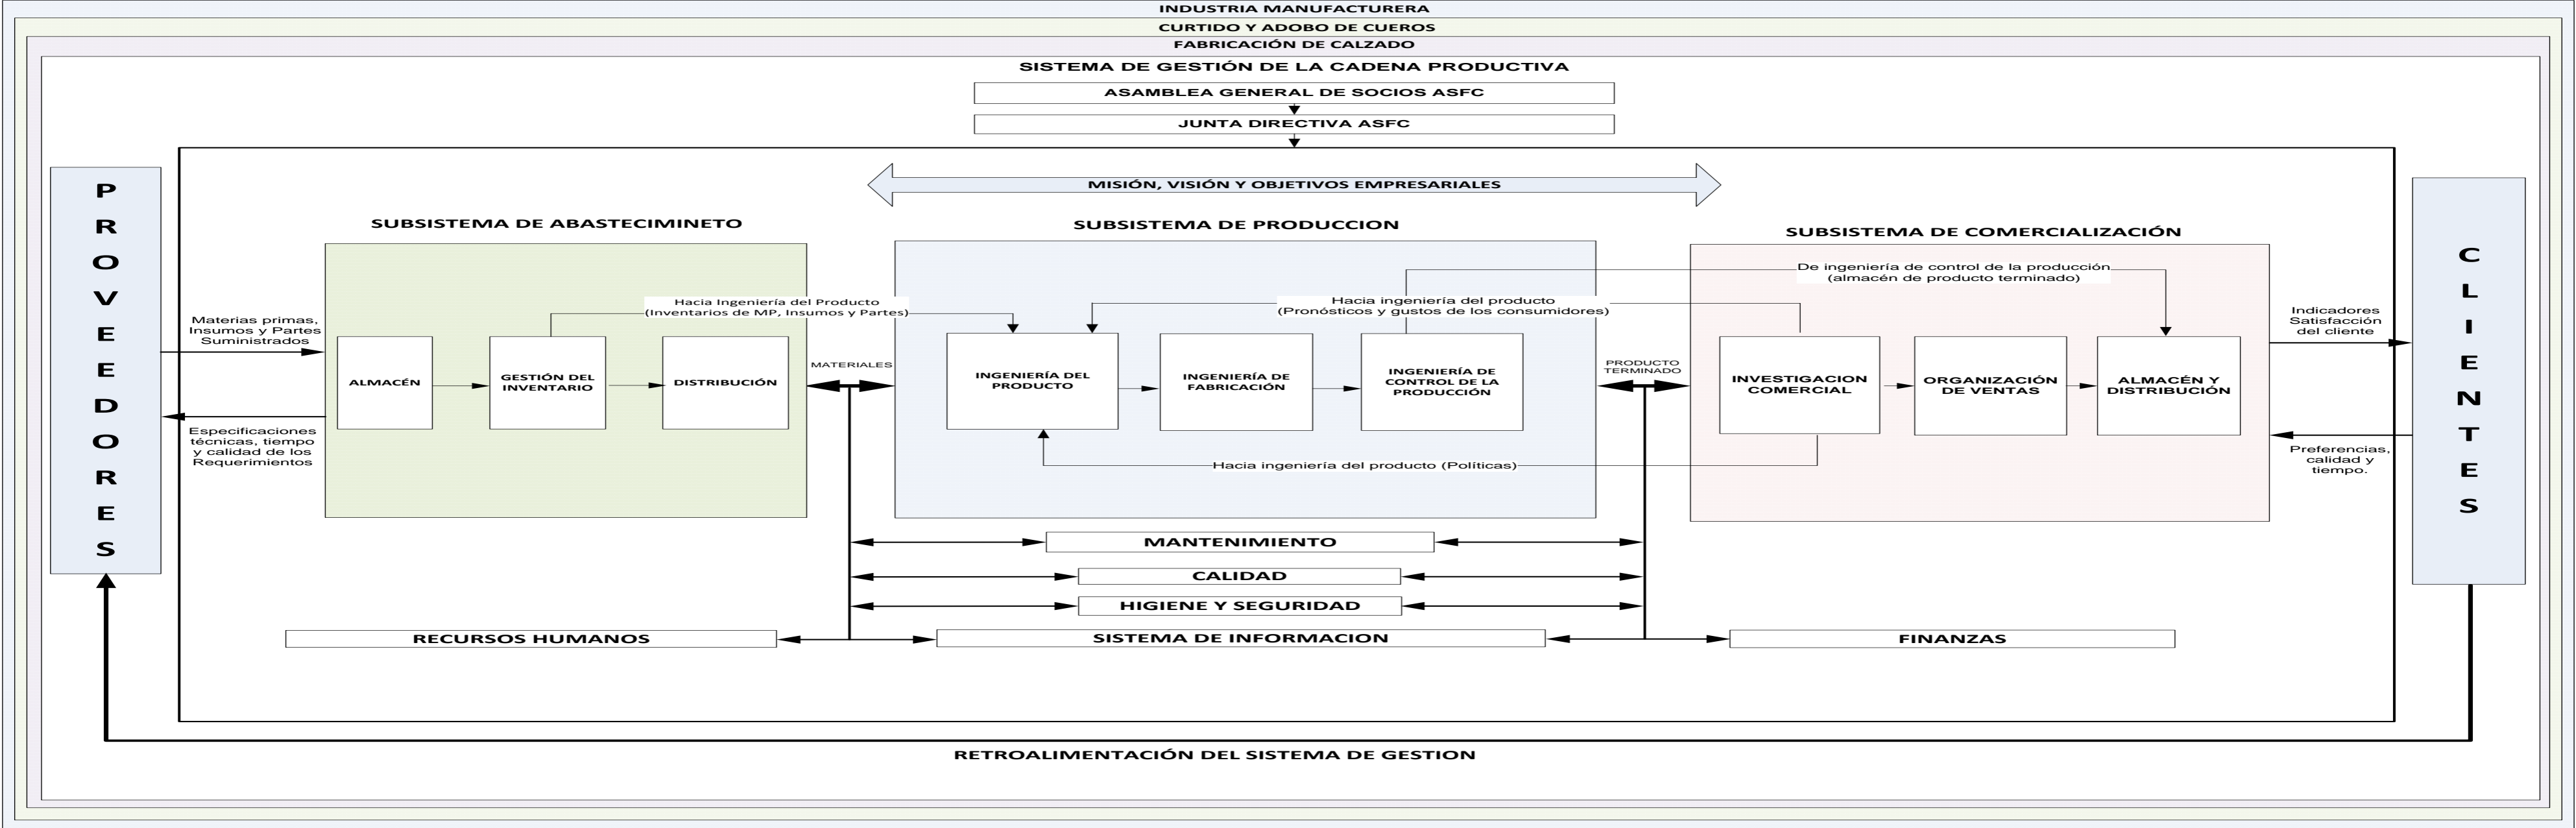 INDUSTRIA MANUFACTURERA
CURTIDO Y ADOBO DE CUEROS
FABRICACIÓN DE CALZADO
SISTEMA DE GESTIÓN DE LA CADENA PRODUCTIVA
ASAMBLEA GENERAL DE SOCIOS ASFC
JUNTA DIRECTIVA ASFC
MISIÓN, VISIÓN Y OBJETIVOS EMPRESARIALES
PROVEEDORES
Materias primas,
Insumos y Partes
Suministrados
Especificaciones
técnicas, tiempo
y calidad de los
Requerimientos
SUBSISTEMA DE ABASTECIMINETO
Hacia Ingeniería del Producto
(Inventarios de MP, Insumos y Partes)
ALMACÉN
GESTIÓN DEL
INVENTARIO
DISTRIBUCIÓN
MATERIALES
SUBSISTEMA DE PRODUCCION
Hacia ingeniería del producto
(Pronósticos y gustos de los consumidores)
INGENIERÍA DEL
PRODUCTO
INGENIERÍA DE
FABRICACIÓN
INGENIERÍA DE
CONTROL DE LA
PRODUCCIÓN
Hacia ingeniería del producto (Políticas)
PRODUCTO
TERMINADO
SUBSISTEMA DE COMERCIALIZACIÓN
De ingeniería de control de la producción
(almacén de producto terminado)
INVESTIGACION
COMERCIAL
ORGANIZACIÓN
DE VENTAS
ALMACÉN Y
DISTRIBUCIÓN
Indicadores
Satisfacción
del cliente
Preferencias,
calidad y
tiempo.
CLIENTES
MANTENIMIENTO
CALIDAD
HIGIENE Y SEGURIDAD
RECURSOS HUMANOS
SISTEMA DE INFORMACION
FINANZAS
RETROALIMENTACIÓN DEL SISTEMA DE GESTION